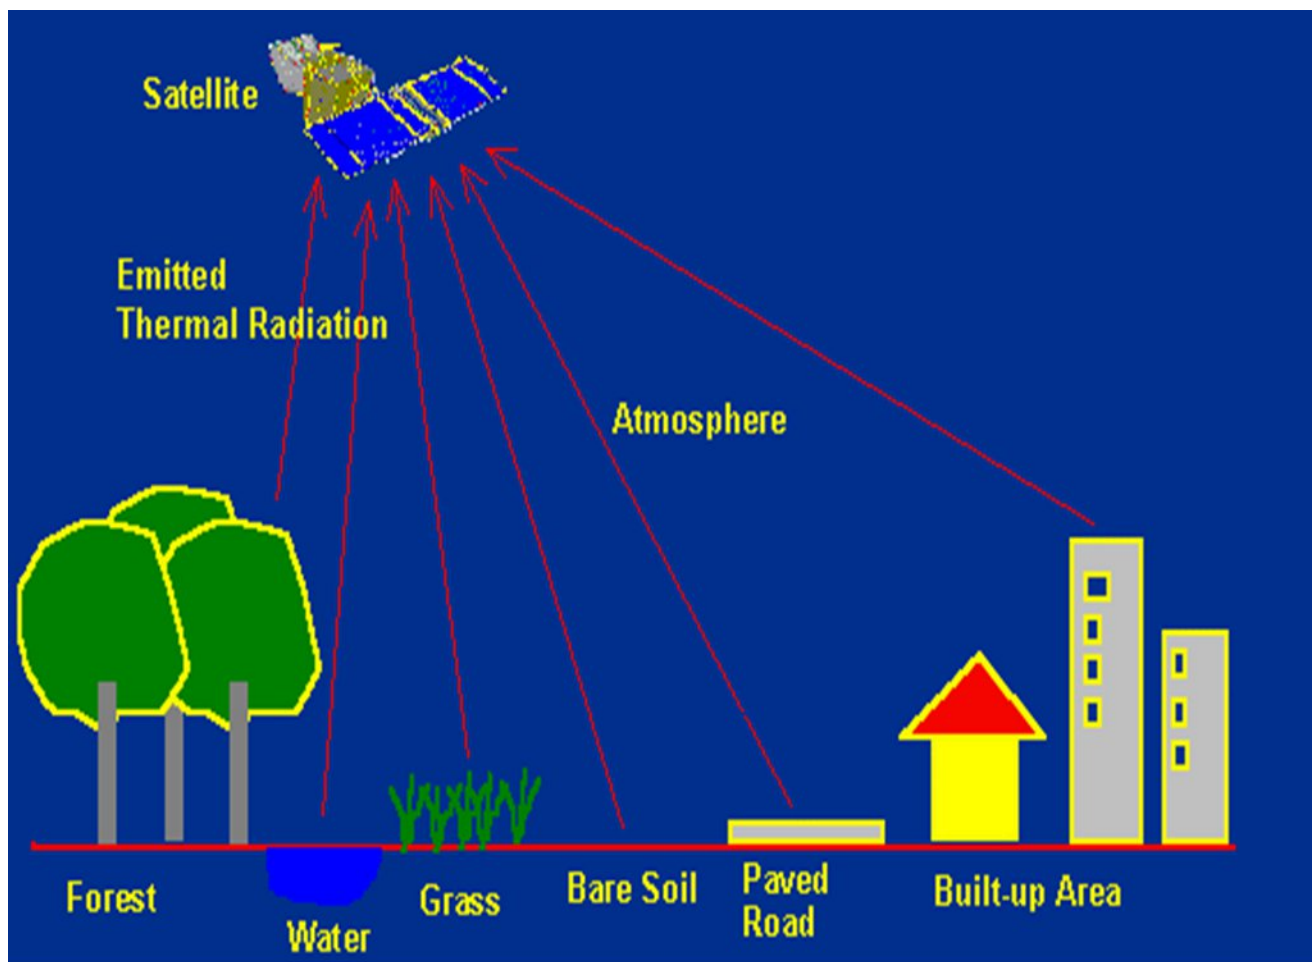 Satellite
Emitted
Thermal Radiation
Atmosphere
Forest
Water
Grass
Bare Soil
Paved
Road
Built-up Area